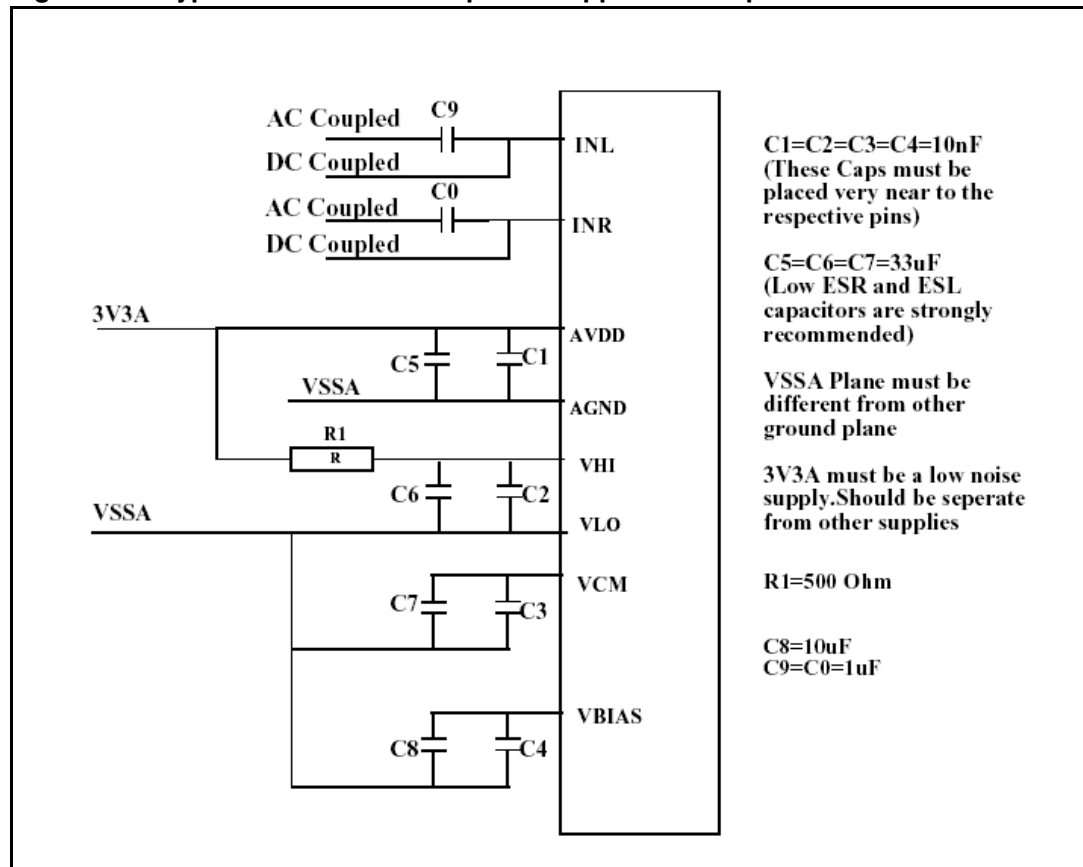 AC Coupled
C9
DC Coupled
INL
AC Coupled
C0
DC Coupled
INR
3V3A
AVDD
C5
C1
VSSA
AGND
R1
R
VHI
C6
C2
VSSA
VLO
VCM
C7
C3
VBIAS
C8
C4
C1=C2=C3=C4=10nF
(These Caps must be
placed very near to the
respective pins)
C5=C6=C7=33uF
(Low ESR and ESL
capacitors are strongly
recommended)
VSSA Plane must be
different from other
ground plane
3V3A must be a low noise
supply.Should be seperate
from other supplies
R1=500 Ohm
C8=10uF
C9=C0=1uF